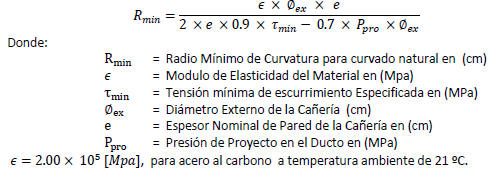 R_min = (ϵ × Ø_ex × e) / (2 × e × 0.9 × τ_min − 0.7 × P_pro × Ø_ex)
Donde:
R_min = Radio Mínimo de Curvatura para curvado natural en (cm)
ϵ = Modulo de Elasticidad del Material en (Mpa)
τ_min = Tensión mínima de escurrimiento Especificada en (MPa)
Ø_ex = Diámetro Externo de la Cañería (cm)
e = Espesor Nominal de Pared de la Cañería en (cm)
P_pro = Presión de Proyecto en el Ducto en (MPa)
ϵ = 2.00 × 10⁵ [Mpa], para acero al carbono a temperatura ambiente de 21 ºC.